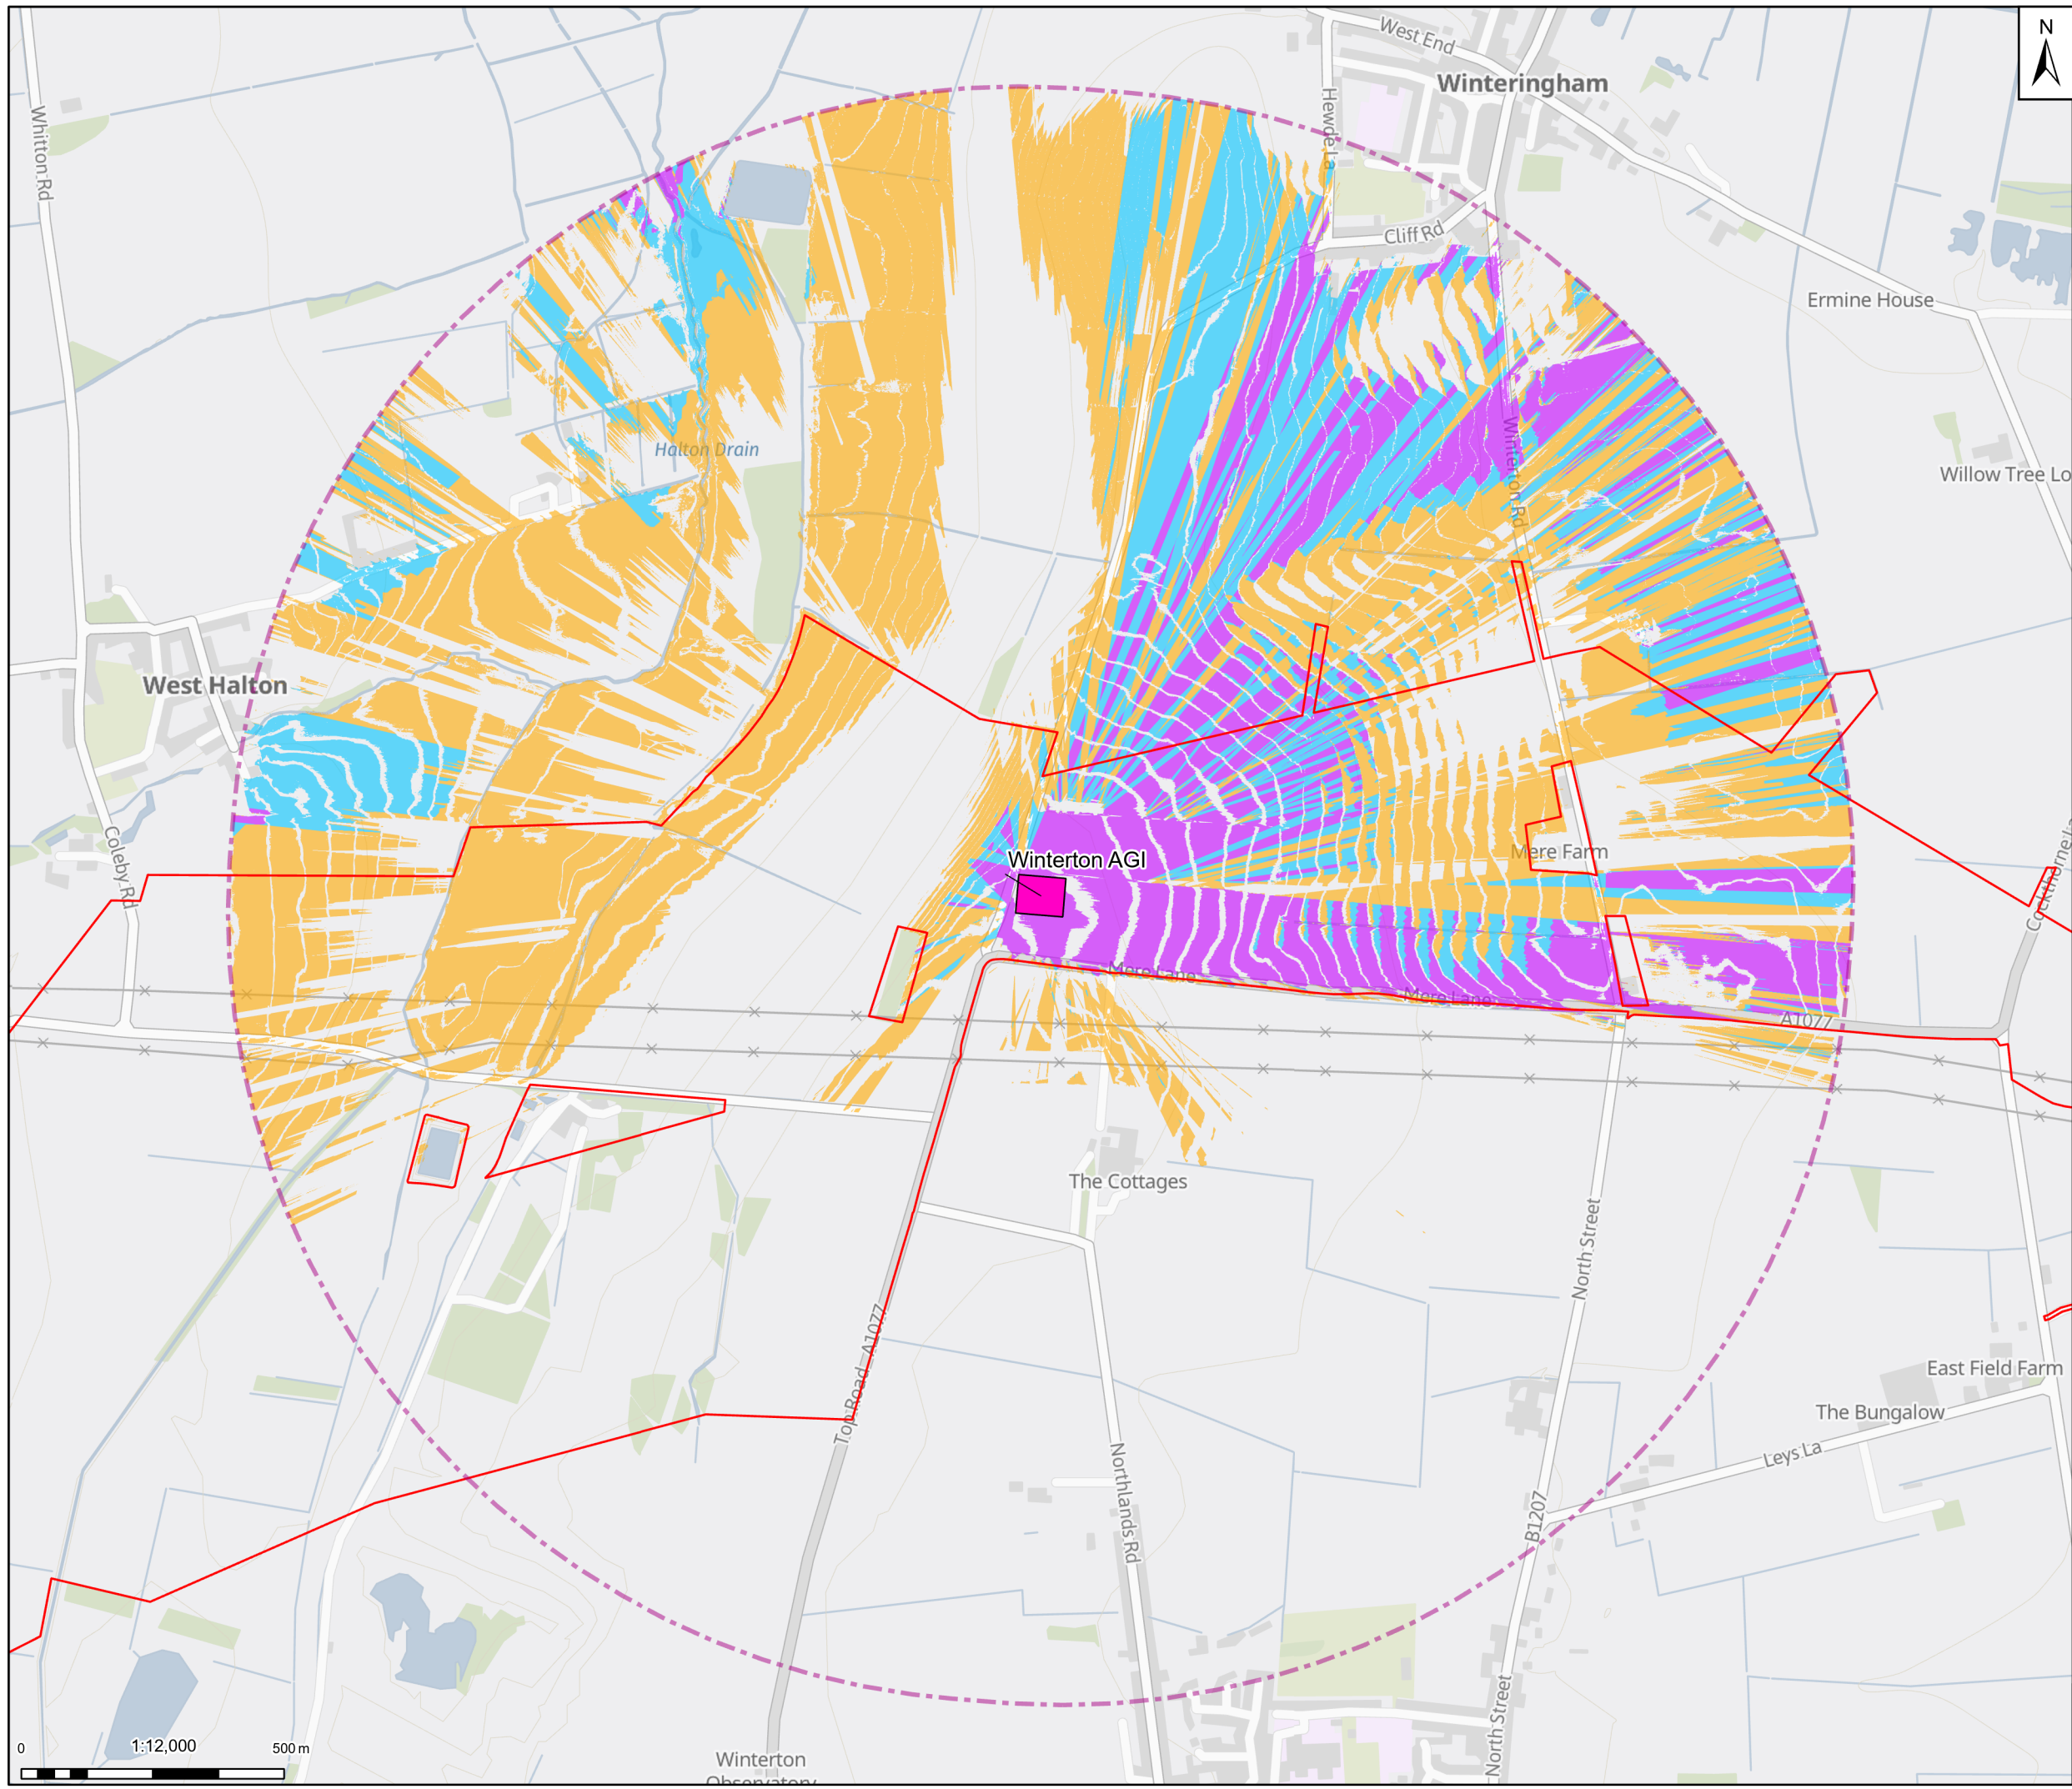 N
West End
Winteringham
Whitton Rd
Hewde La
Cliff Rd
Ermine House
Winterton Rd
Halton Drain
Willow Tree Lo
West Halton
Coleby Rd
Winterton AGI
Mere Farm
Mere Lane
Mere Lane
A1077
The Cottages
North Street
Top Road A1077
East Field Farm
The Bungalow
Leys La
Northlands Rd
B1207
North Street
0
1:12,000
500 m
Winterton
Observatory